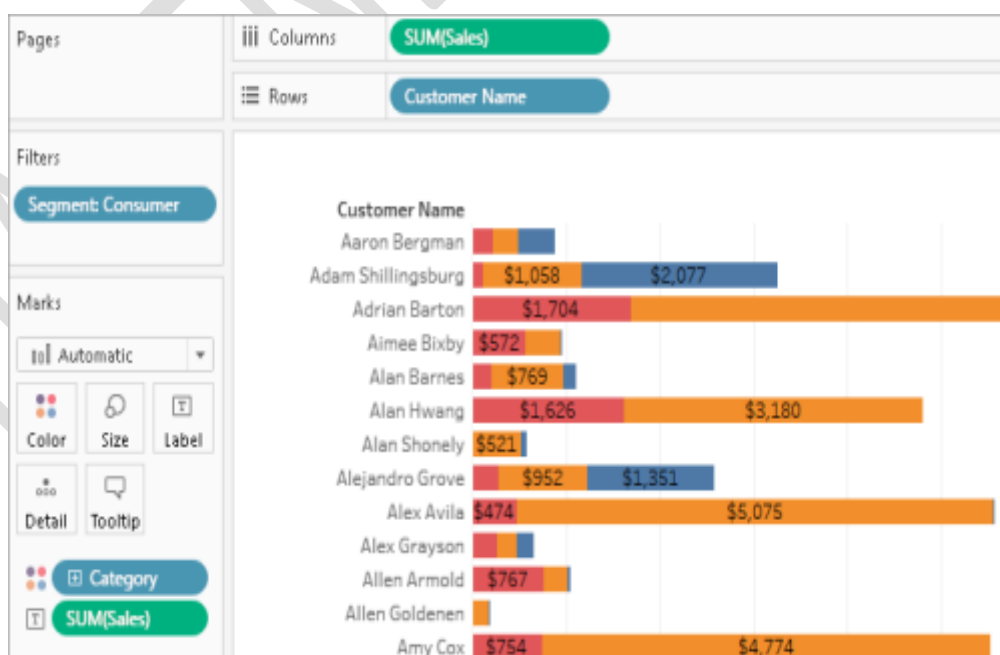 Pages
Columns
SUM(Sales)
Rows
Customer Name
Filters
Segment: Consumer
Marks
Automatic
Color
Size
Label
Detail
Tooltip
Category
SUM(Sales)
Customer Name
Aaron Bergman
Adam Shillingsburg $1,058 $2,077
Adrian Barton $1,704
Aimee Bixby $572
Alan Barnes $769
Alan Hwang $1,626 $3,180
Alan Shonely $521
Alejandro Grove $952 $1,351
Alex Avila $474 $5,075
Alex Grayson
Allen Armold $767
Allen Goldenen
Amy Cox $754 $4,774